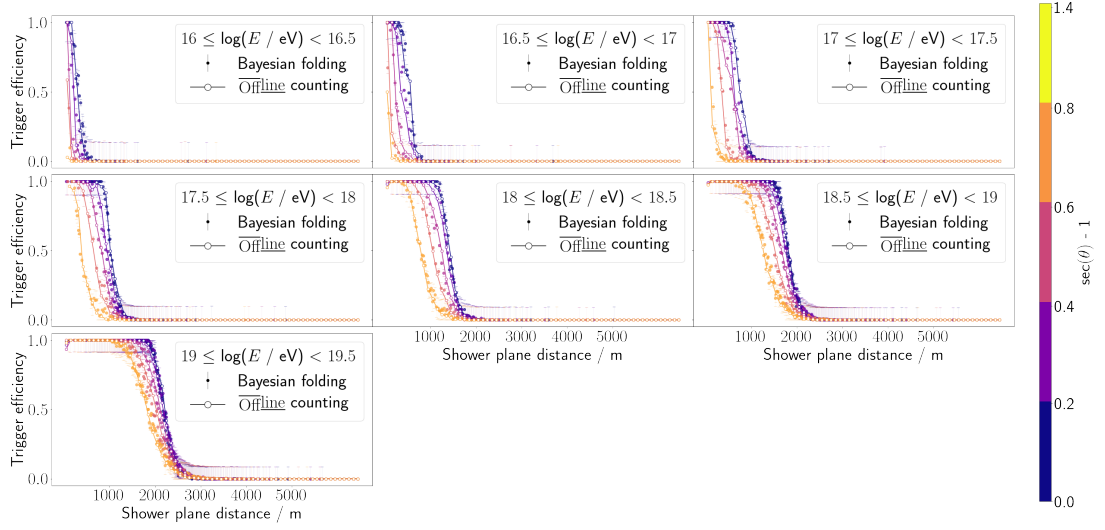 Trigger efficiency
1.0
0.5
0.0
16 ≤ log(E / eV) < 16.5
Bayesian folding
Offline counting
16.5 ≤ log(E / eV) < 17
Bayesian folding
Offline counting
17 ≤ log(E / eV) < 17.5
Bayesian folding
Offline counting
Trigger efficiency
1.0
0.5
0.0
17.5 ≤ log(E / eV) < 18
Bayesian folding
Offline counting
18 ≤ log(E / eV) < 18.5
Bayesian folding
Offline counting
1000 2000 3000 4000 5000
Shower plane distance / m
18.5 ≤ log(E / eV) < 19
Bayesian folding
Offline counting
1000 2000 3000 4000 5000
Shower plane distance / m
Trigger efficiency
1.0
0.5
0.0
19 ≤ log(E / eV) < 19.5
Bayesian folding
Offline counting
1000 2000 3000 4000 5000
Shower plane distance / m
1.4
0.8
0.6
0.4
0.2
0.0
sec(θ) - 1